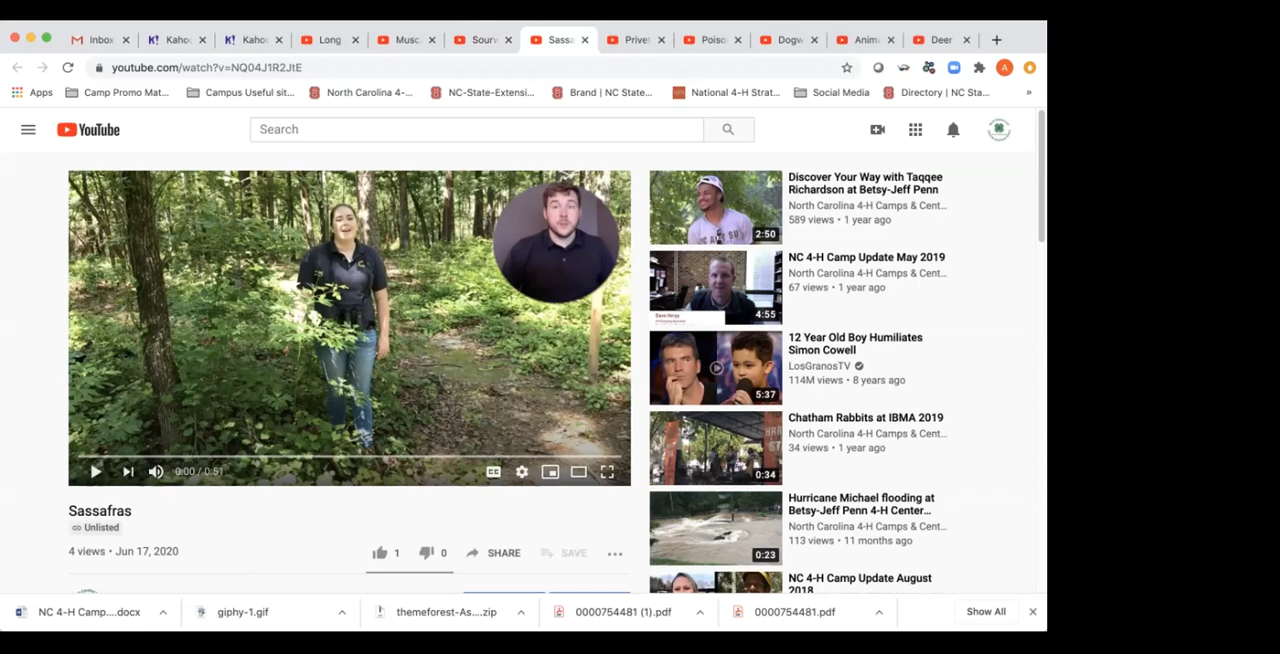 Inbox
Kahoo
Kahoo
Long
Musc
Sourw
Sassa
Privet
Poiso
Dogw
Anima
Deer
youtube.com/watch?v=NQ04J1R2JtE
A
Apps
Camp Promo Mat...
Campus Useful sit...
North Carolina 4-...
NC-State-Extensi...
Brand | NC State...
National 4-H Strat...
Social Media
Directory | NC Sta...
»
YouTube
Search
Discover Your Way with Taqqee
Richardson at Betsy-Jeff Penn
North Carolina 4-H Camps & Cent...
589 views • 1 year ago
2:50
NC 4-H Camp Update May 2019
North Carolina 4-H Camps & Cent...
67 views • 1 year ago
4:55
12 Year Old Boy Humiliates
Simon Cowell
LosGranosTV
114M views • 8 years ago
5:37
Chatham Rabbits at IBMA 2019
North Carolina 4-H Camps & Cent...
34 views • 1 year ago
0:34
Hurricane Michael flooding at
Betsy-Jeff Penn 4-H Center...
North Carolina 4-H Camps & Cent...
113 views • 11 months ago
0:23
NC 4-H Camp Update August
2018
0:00 / 0:51
CC
Sassafras
Unlisted
4 views • Jun 17, 2020
1
0
SHARE
SAVE
NC 4-H Camp....docx
giphy-1.gif
themeforest-As....zip
0000754481 (1).pdf
0000754481.pdf
Show All